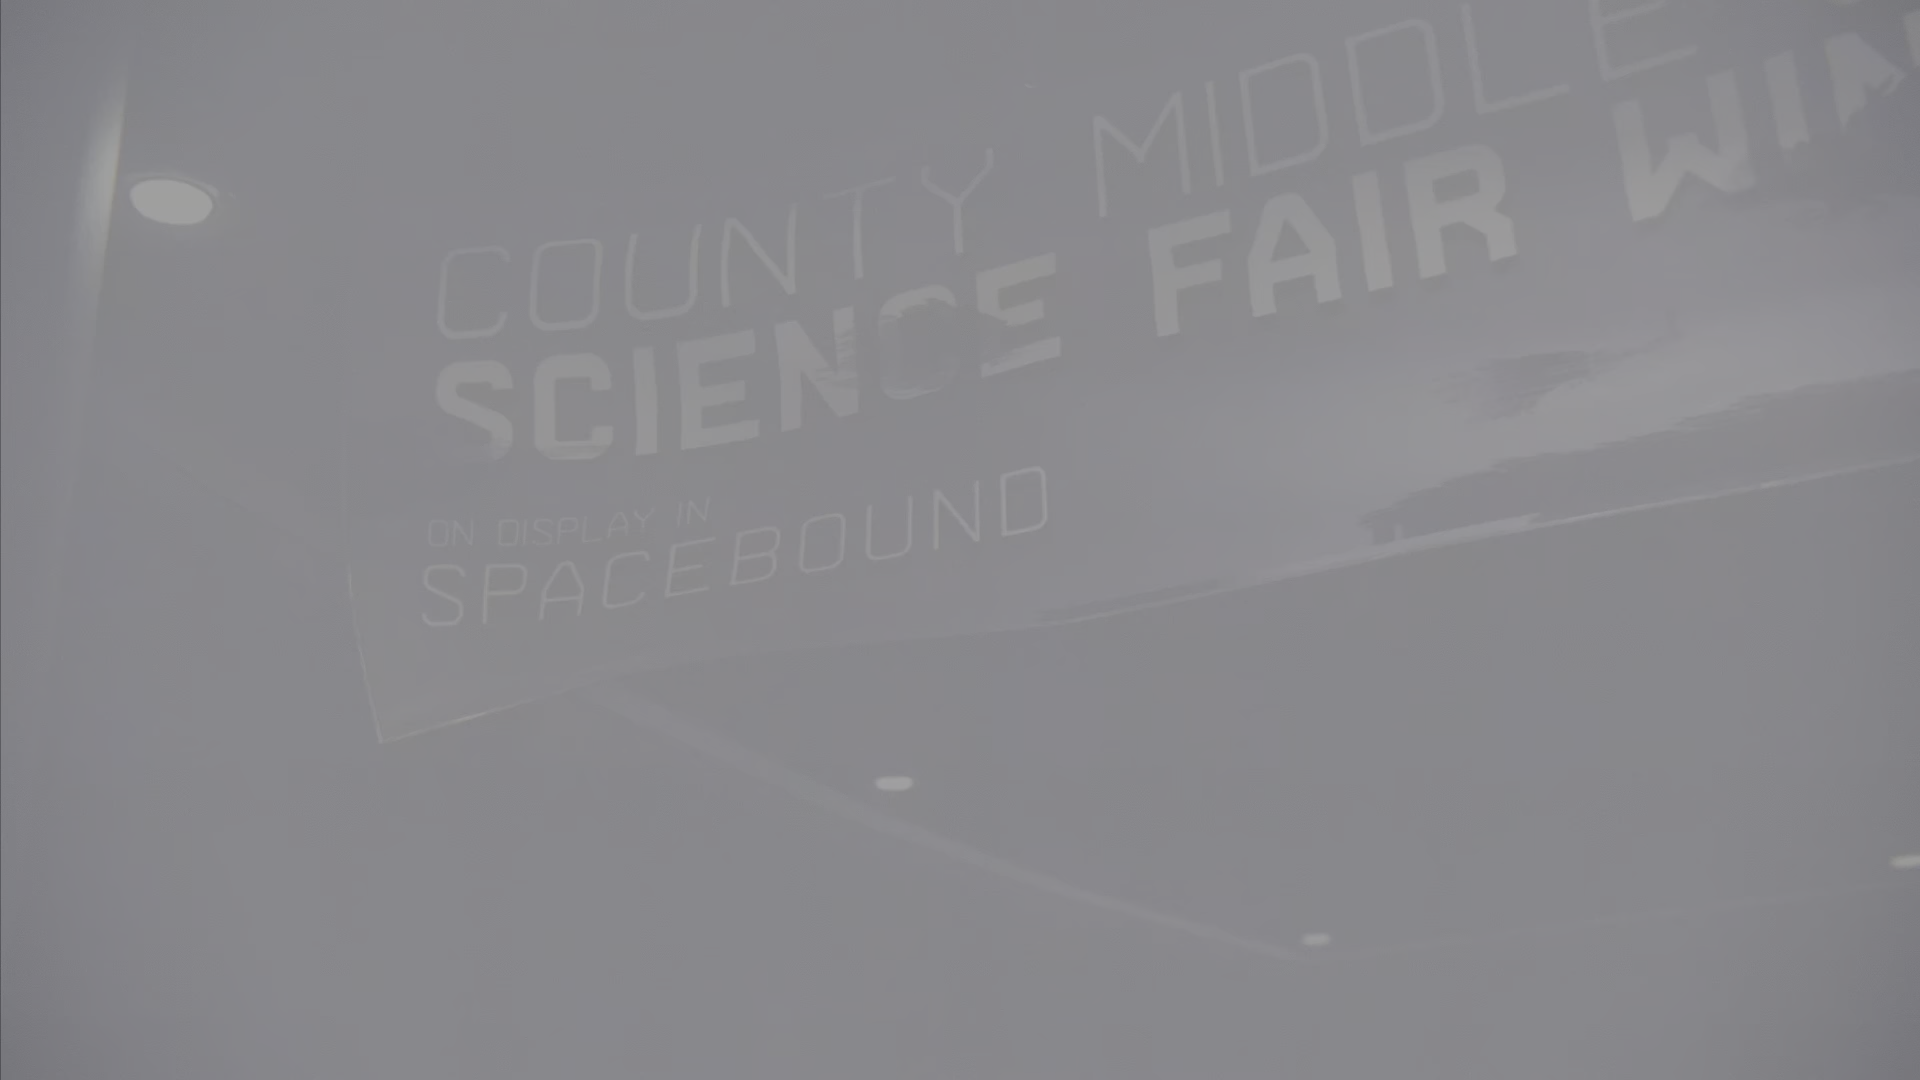 COUNTY MIDDLE
SCIENCE FAIR
ON DISPLAY IN
SPACEBOUND